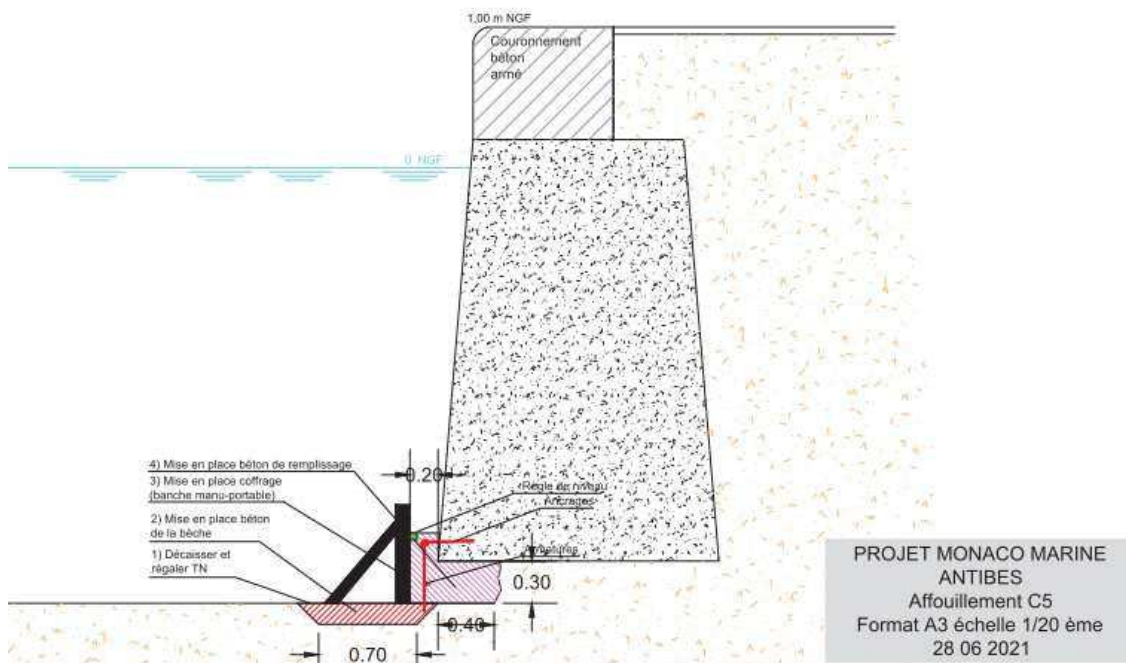 1,00 m NGF
Couronnement
béton
armé
0 NGF
4) Mise en place béton de remplissage
3) Mise en place coffrage
(banche manu-portable)
2) Mise en place béton
de la bèche
1) Décaisser et
régaler TN
0.20
Règle de niveau
Ancrages
Armatures
0.30
0.40
0.70
PROJET MONACO MARINE
ANTIBES
Affouillement C5
Format A3 échelle 1/20 ème
28 06 2021